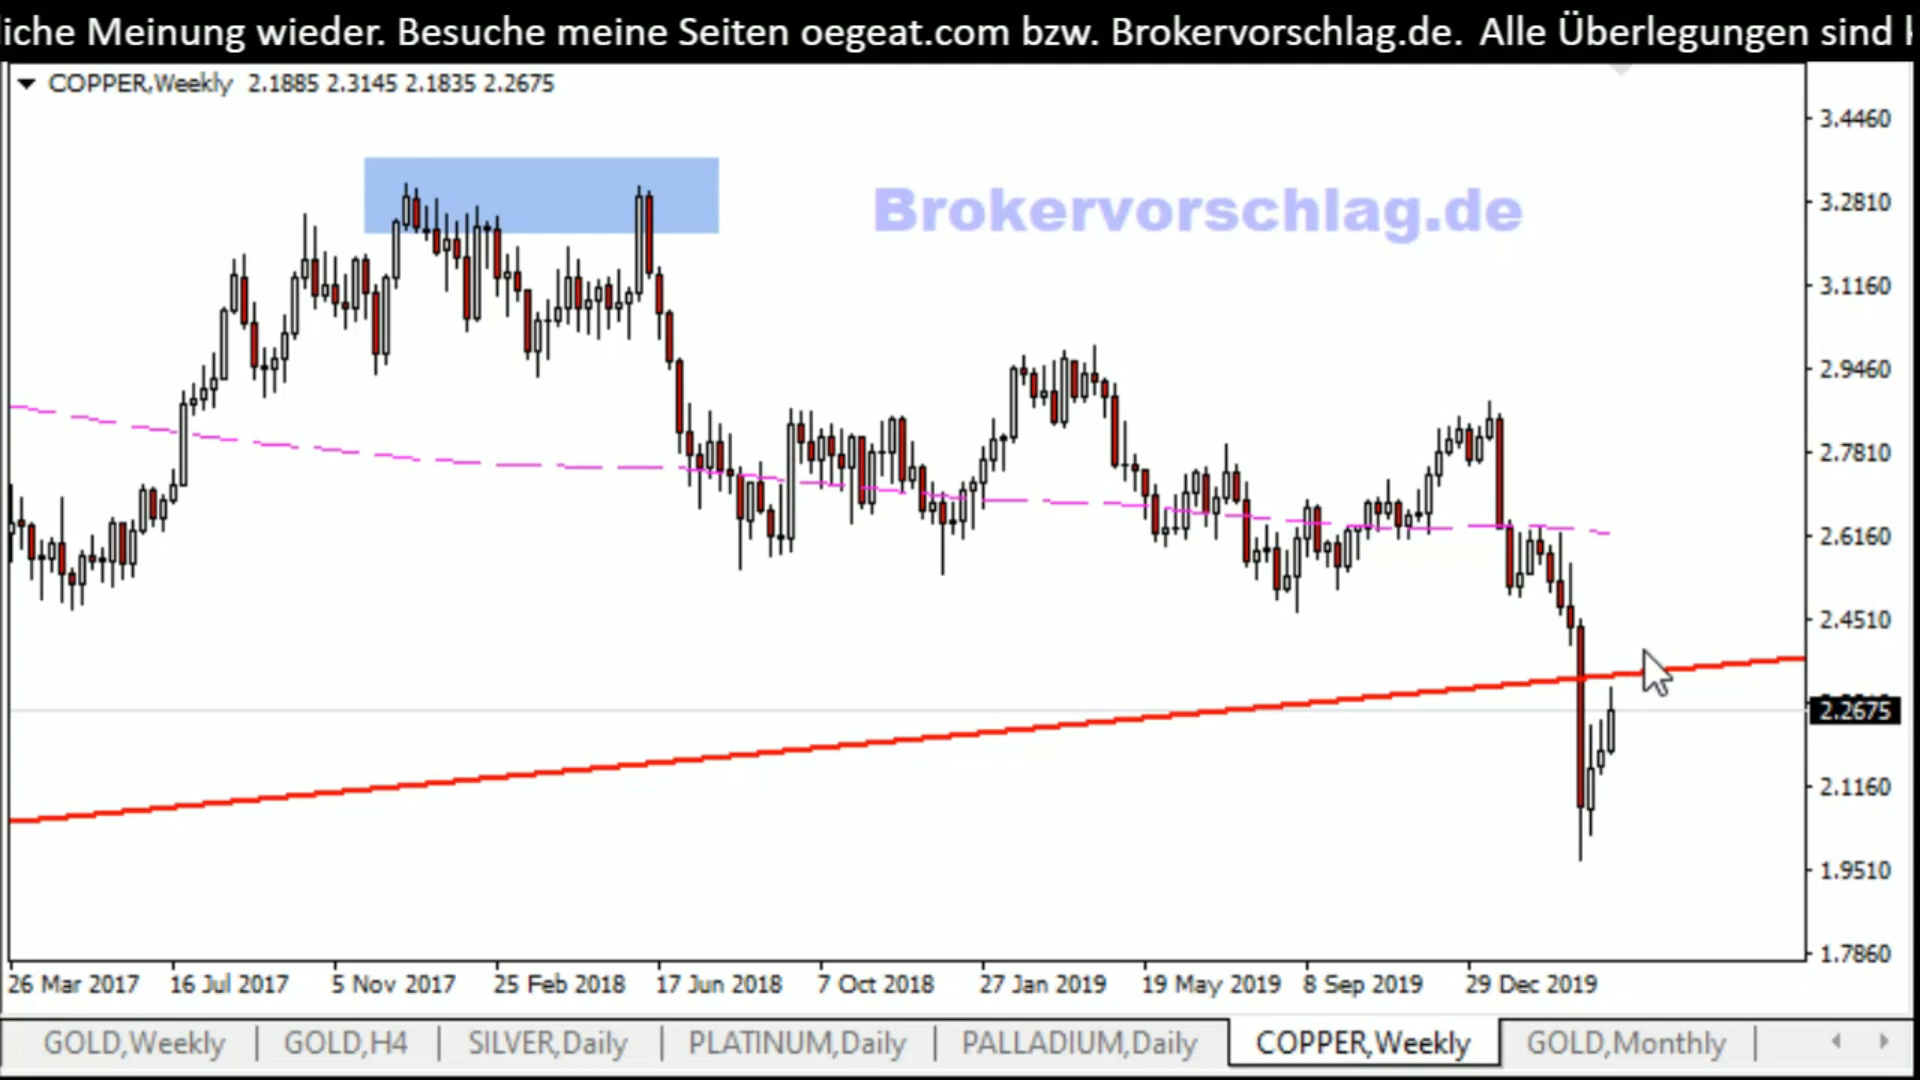 liche Meinung wieder. Besuche meine Seiten oegeat.com bzw. Brokervorschlag.de. Alle Überlegungen sind
COPPER,Weekly 2.1885 2.3145 2.1835 2.2675
Brokervorschlag.de
3.4460
3.2810
3.1160
2.9460
2.7810
2.6160
2.4510
2.2675
2.1160
1.9510
1.7860
26 Mar 2017 16 Jul 2017 5 Nov 2017 25 Feb 2018 17 Jun 2018 7 Oct 2018 27 Jan 2019 19 May 2019 8 Sep 2019 29 Dec 2019
GOLD,Weekly GOLD,H4 SILVER,Daily PLATINUM,Daily PALLADIUM,Daily COPPER,Weekly GOLD,Monthly